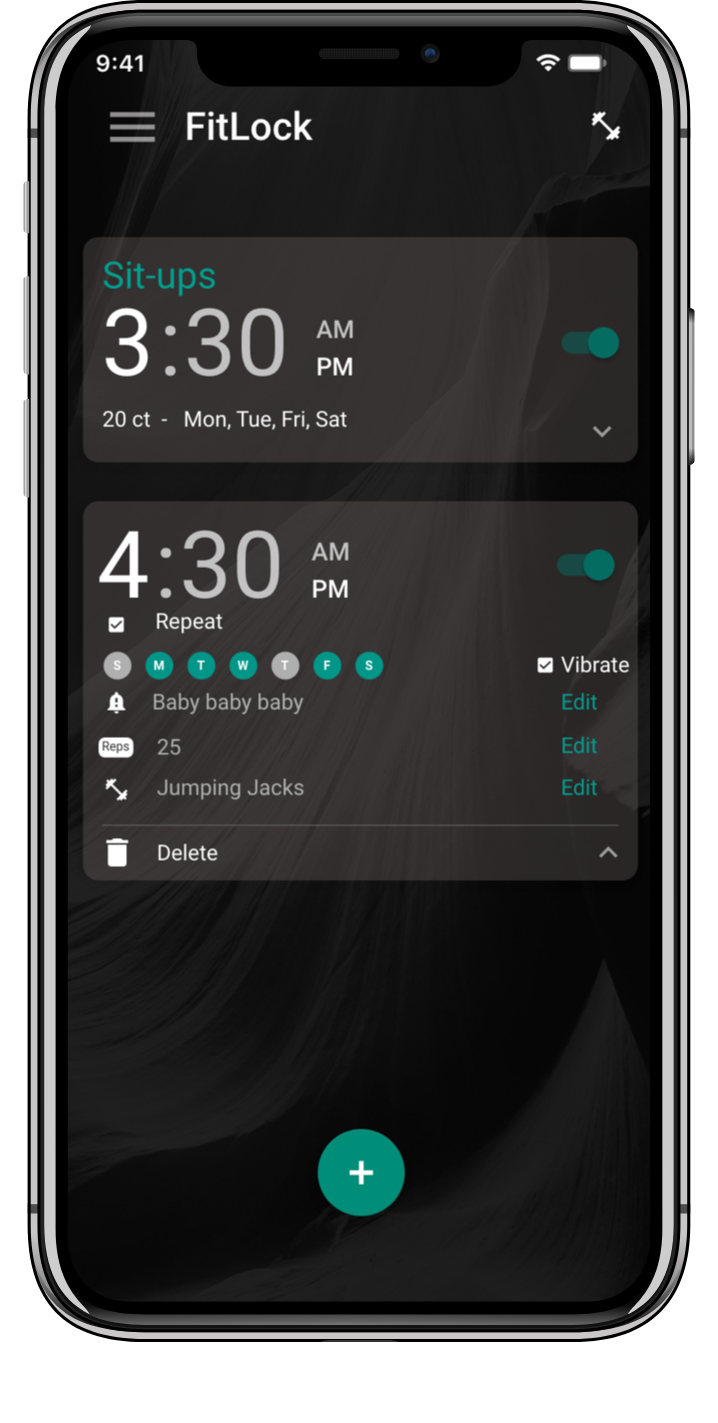 9:41
FitLock
Sit-ups
3:30 AM PM
20 ct - Mon, Tue, Fri, Sat
4:30 AM PM
Repeat
S M T W T F S Vibrate
Baby baby baby Edit
Reps 25 Edit
Jumping Jacks Edit
Delete
+